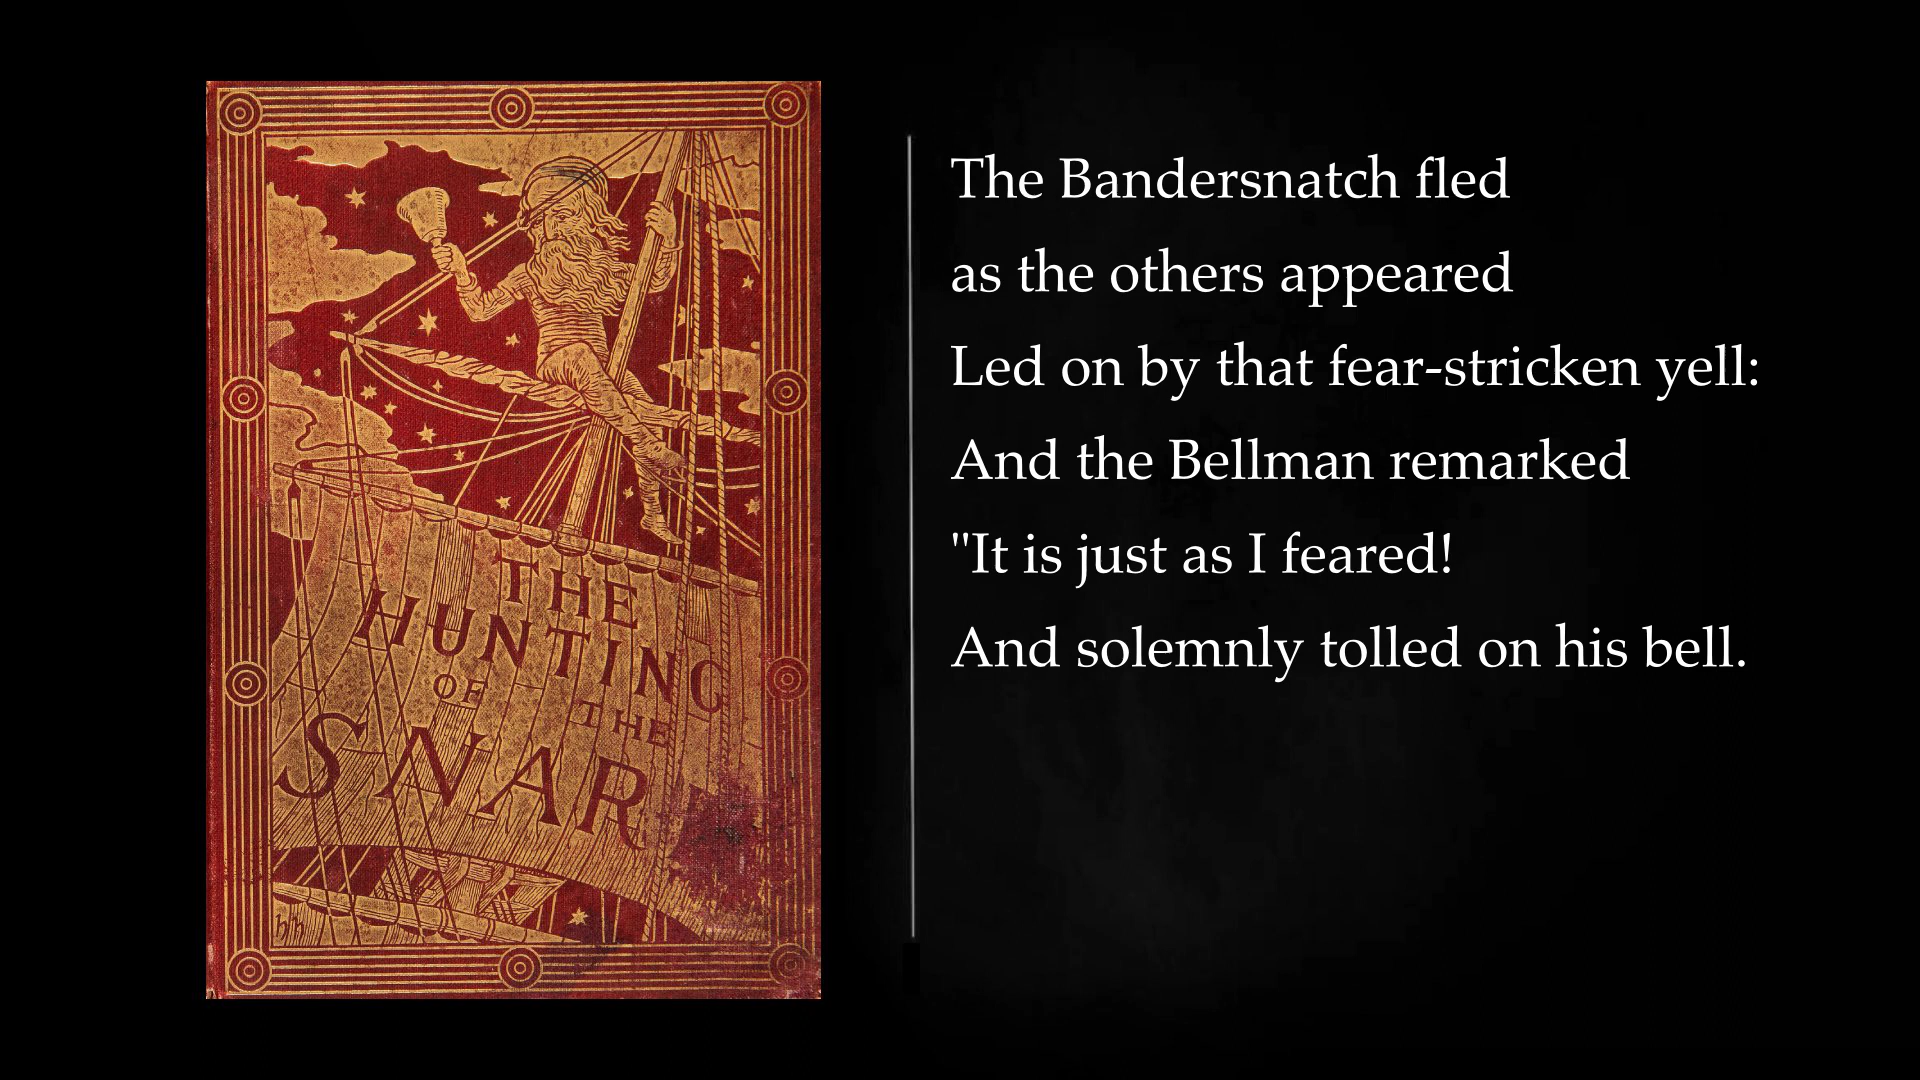 THE
HUNTING
OF THE
SNAR
The Bandersnatch fled
as the others appeared
Led on by that fear-stricken yell:
And the Bellman remarked
"It is just as I feared!
And solemnly tolled on his bell.